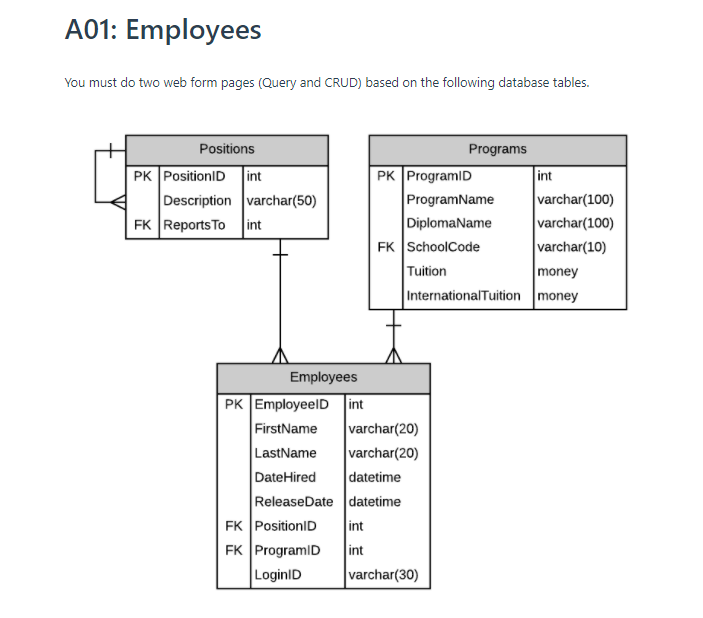 A01: Employees
You must do two web form pages (Query and CRUD) based on the following database tables.
Positions
PK PositionID int
Description varchar(50)
FK ReportsTo int
Programs
PK ProgramID int
ProgramName varchar(100)
DiplomaName varchar(100)
FK SchoolCode varchar(10)
Tuition money
InternationalTuition money
Employees
PK EmployeeID int
FirstName varchar(20)
LastName varchar(20)
DateHired datetime
ReleaseDate datetime
FK PositionID int
FK ProgramID int
LoginID varchar(30)